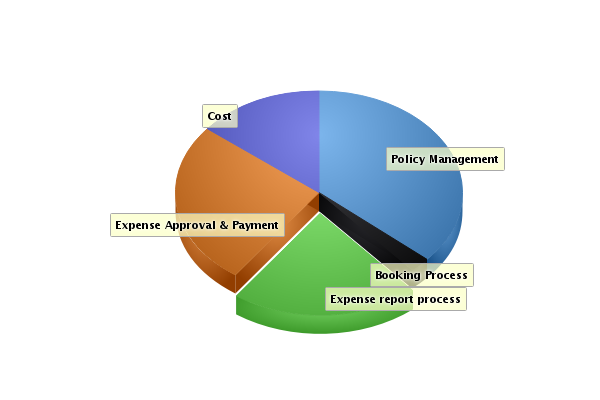 Cost
Policy Management
Expense Approval & Payment
Booking Process
Expense report process